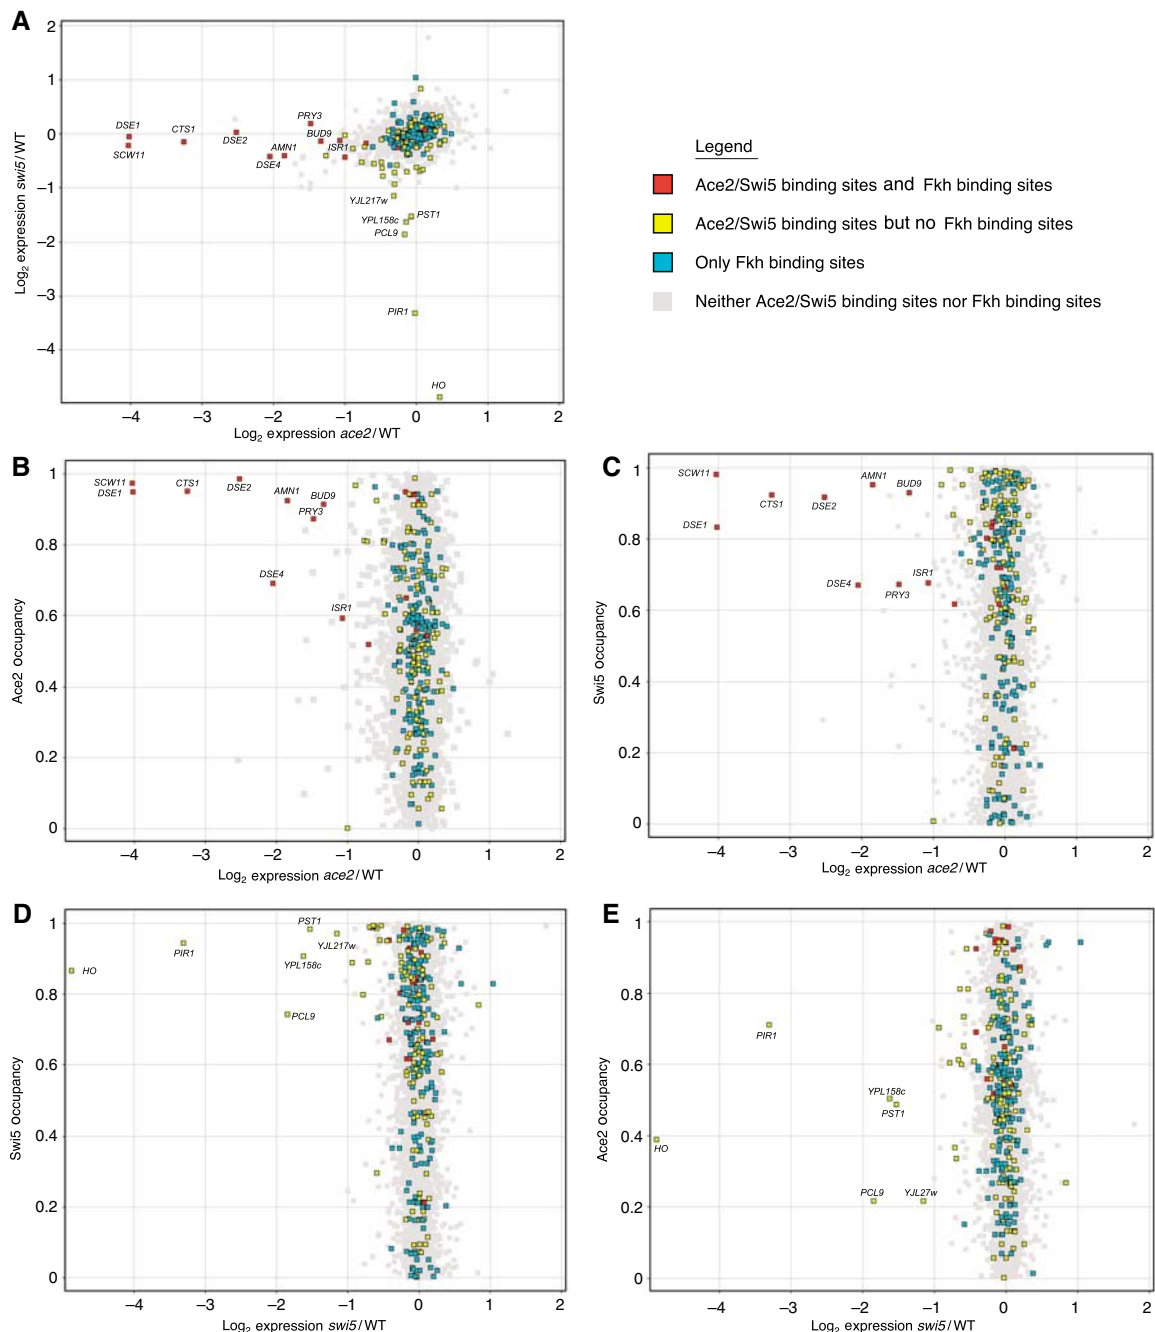 A
2
1
0
−1
−2
−3
−4
Log2 expression swi5/WT
DSE1
SCW11
CTS1
DSE2
PRY3
BUD9
AMN1
DSE4
ISR1
YJL217w
YPL158c
PST1
PCL9
PIR1
HO
−4 −3 −2 −1 0 1 2
Log2 expression ace2/WT
Legend
Ace2/Swi5 binding sites and Fkh binding sites
Ace2/Swi5 binding sites but no Fkh binding sites
Only Fkh binding sites
Neither Ace2/Swi5 binding sites nor Fkh binding sites
B
1
0.8
0.6
0.4
0.2
0
Ace2 occupancy
SCW11
DSE1
CTS1
DSE2
AMN1
BUD9
PRY3
DSE4
ISR1
−4 −3 −2 −1 0 1 2
Log2 expression ace2/WT
C
1
0.8
0.6
0.4
0.2
0
Swi5 occupancy
SCW11
CTS1
DSE2
AMN1
BUD9
DSE1
DSE4
PRY3
ISR1
−4 −3 −2 −1 0 1 2
Log2 expression ace2/WT
D
1
0.8
0.6
0.4
0.2
0
Swi5 occupancy
PST1
YJL217w
PIR1
YPL158c
HO
PCL9
−4 −3 −2 −1 0 1 2
Log2 expression swi5/WT
E
1
0.8
0.6
0.4
0.2
0
Ace2 occupancy
PIR1
YPL158c
PST1
HO
PCL9
YJL27w
−4 −3 −2 −1 0 1 2
Log2 expression swi5/WT